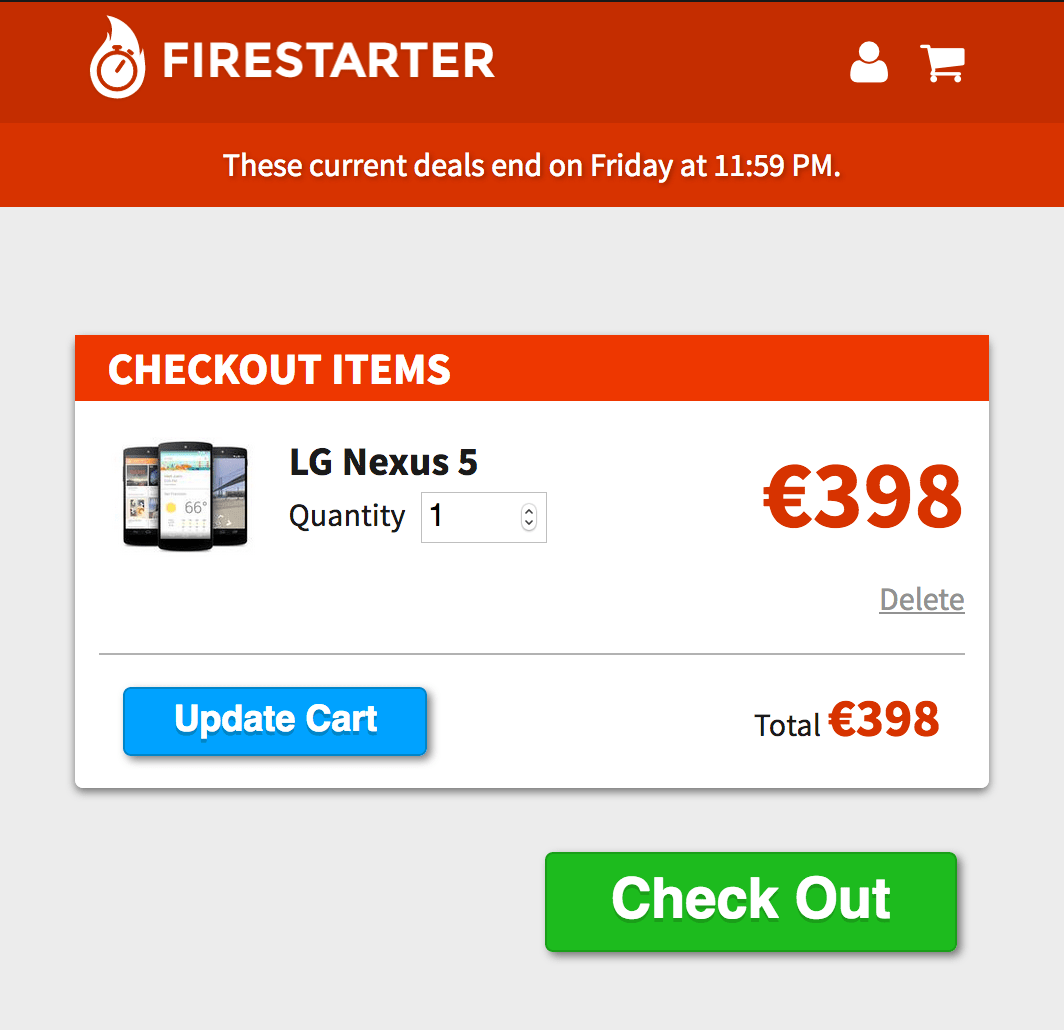 FIRESTARTER
These current deals end on Friday at 11:59 PM.
CHECKOUT ITEMS
LG Nexus 5
Quantity 1
€398
66°
Delete
Update Cart
Total €398
Check Out